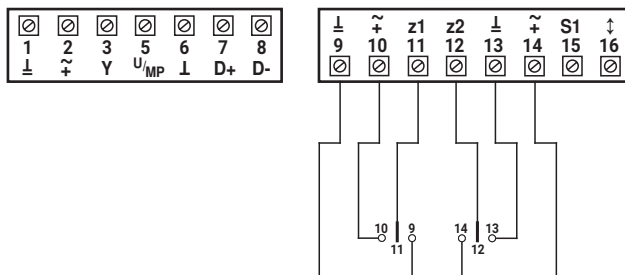 1 2 3 5 6 7 8
⏚ ~/+ Y U/MP ⊥ D+ D-
⏚ ~/+ z1 z2 ⏚ ~/+ S1 ↕
9 10 11 12 13 14 15 16
10 9 14 13
11 12